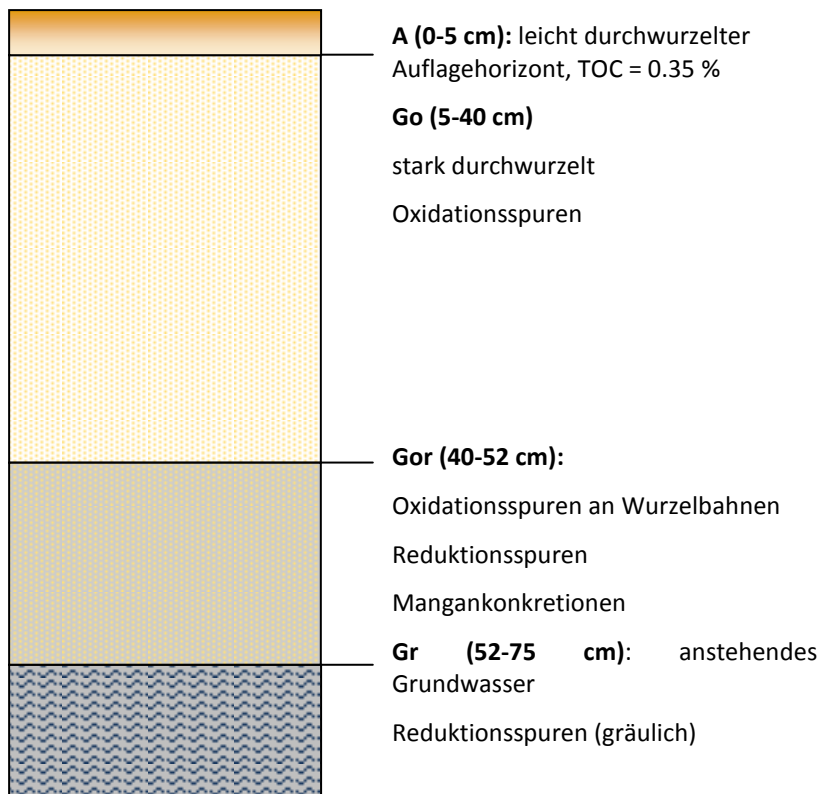 A (0-5 cm): leicht durchwurzelter
Auflagehorizont, TOC = 0.35 %
Go (5-40 cm)
stark durchwurzelt
Oxidationsspuren
Gor (40-52 cm):
Oxidationsspuren an Wurzelbahnen
Reduktionsspuren
Mangankonkretionen
Gr (52-75 cm): anstehendes
Grundwasser
Reduktionsspuren (gräulich)